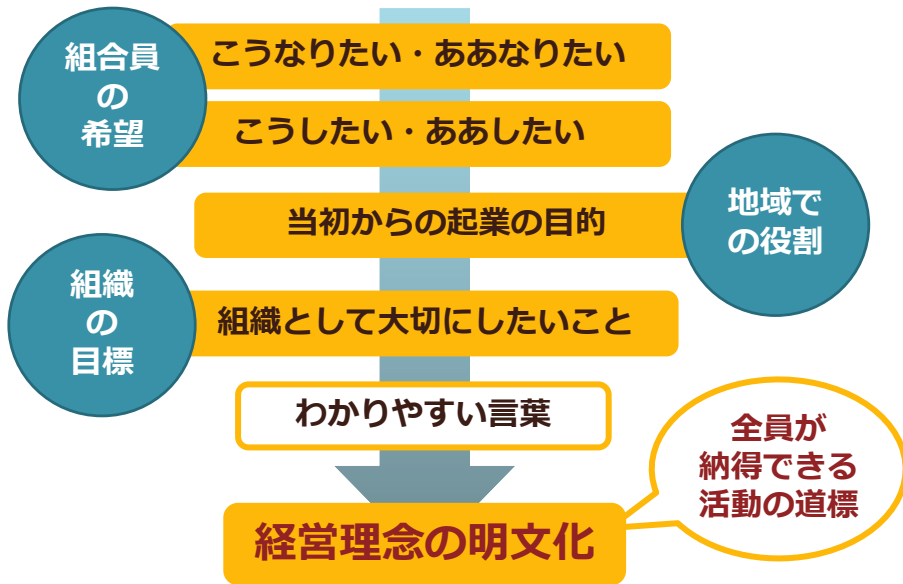 組合員
の
希望
こうなりたい・ああなりたい
こうしたい・ああしたい
当初からの起業の目的
地域で
の役割
組織
の
目標
組織として大切にしたいこと
わかりやすい言葉
全員が
納得できる
活動の道標
経営理念の明文化